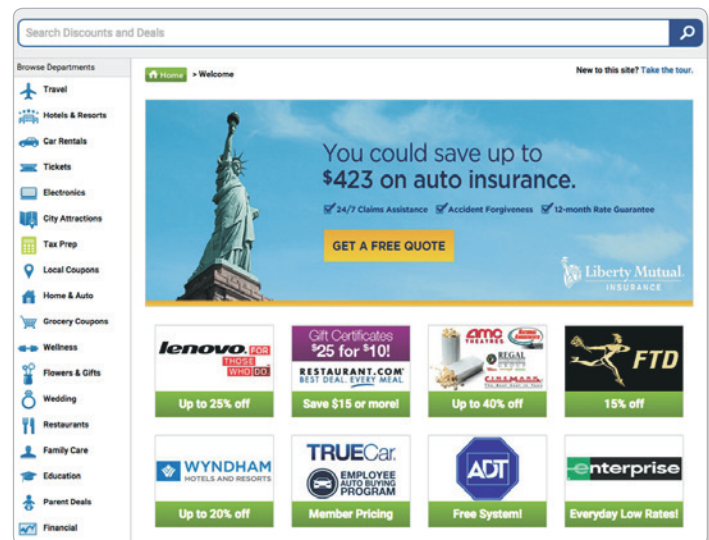 Search Discounts and Deals
Browse Departments
Travel
Hotels & Resorts
Car Rentals
Tickets
Electronics
City Attractions
Tax Prep
Local Coupons
Home & Auto
Grocery Coupons
Wellness
Flowers & Gifts
Wedding
Restaurants
Family Care
Education
Parent Deals
Financial
Home > Welcome
New to this site? Take the tour.
You could save up to
$423 on auto insurance.
24/7 Claims Assistance Accident Forgiveness 12-month Rate Guarantee
GET A FREE QUOTE
Liberty Mutual.
INSURANCE
lenovo. FOR
THOSE
WHO DO.
Up to 25% off
Gift Certificates
$25 for $10!
RESTAURANT.COM
BEST DEAL. EVERY MEAL
Save $15 or more!
amc
THEATRES
REGAL
CINEMARK
Up to 40% off
FTD
15% off
WYNDHAM
HOTELS AND RESORTS
Up to 20% off
TRUECar.
EMPLOYEE
AUTO BUYING
PROGRAM
Member Pricing
ADT
Free System!
enterprise
Everyday Low Rates!